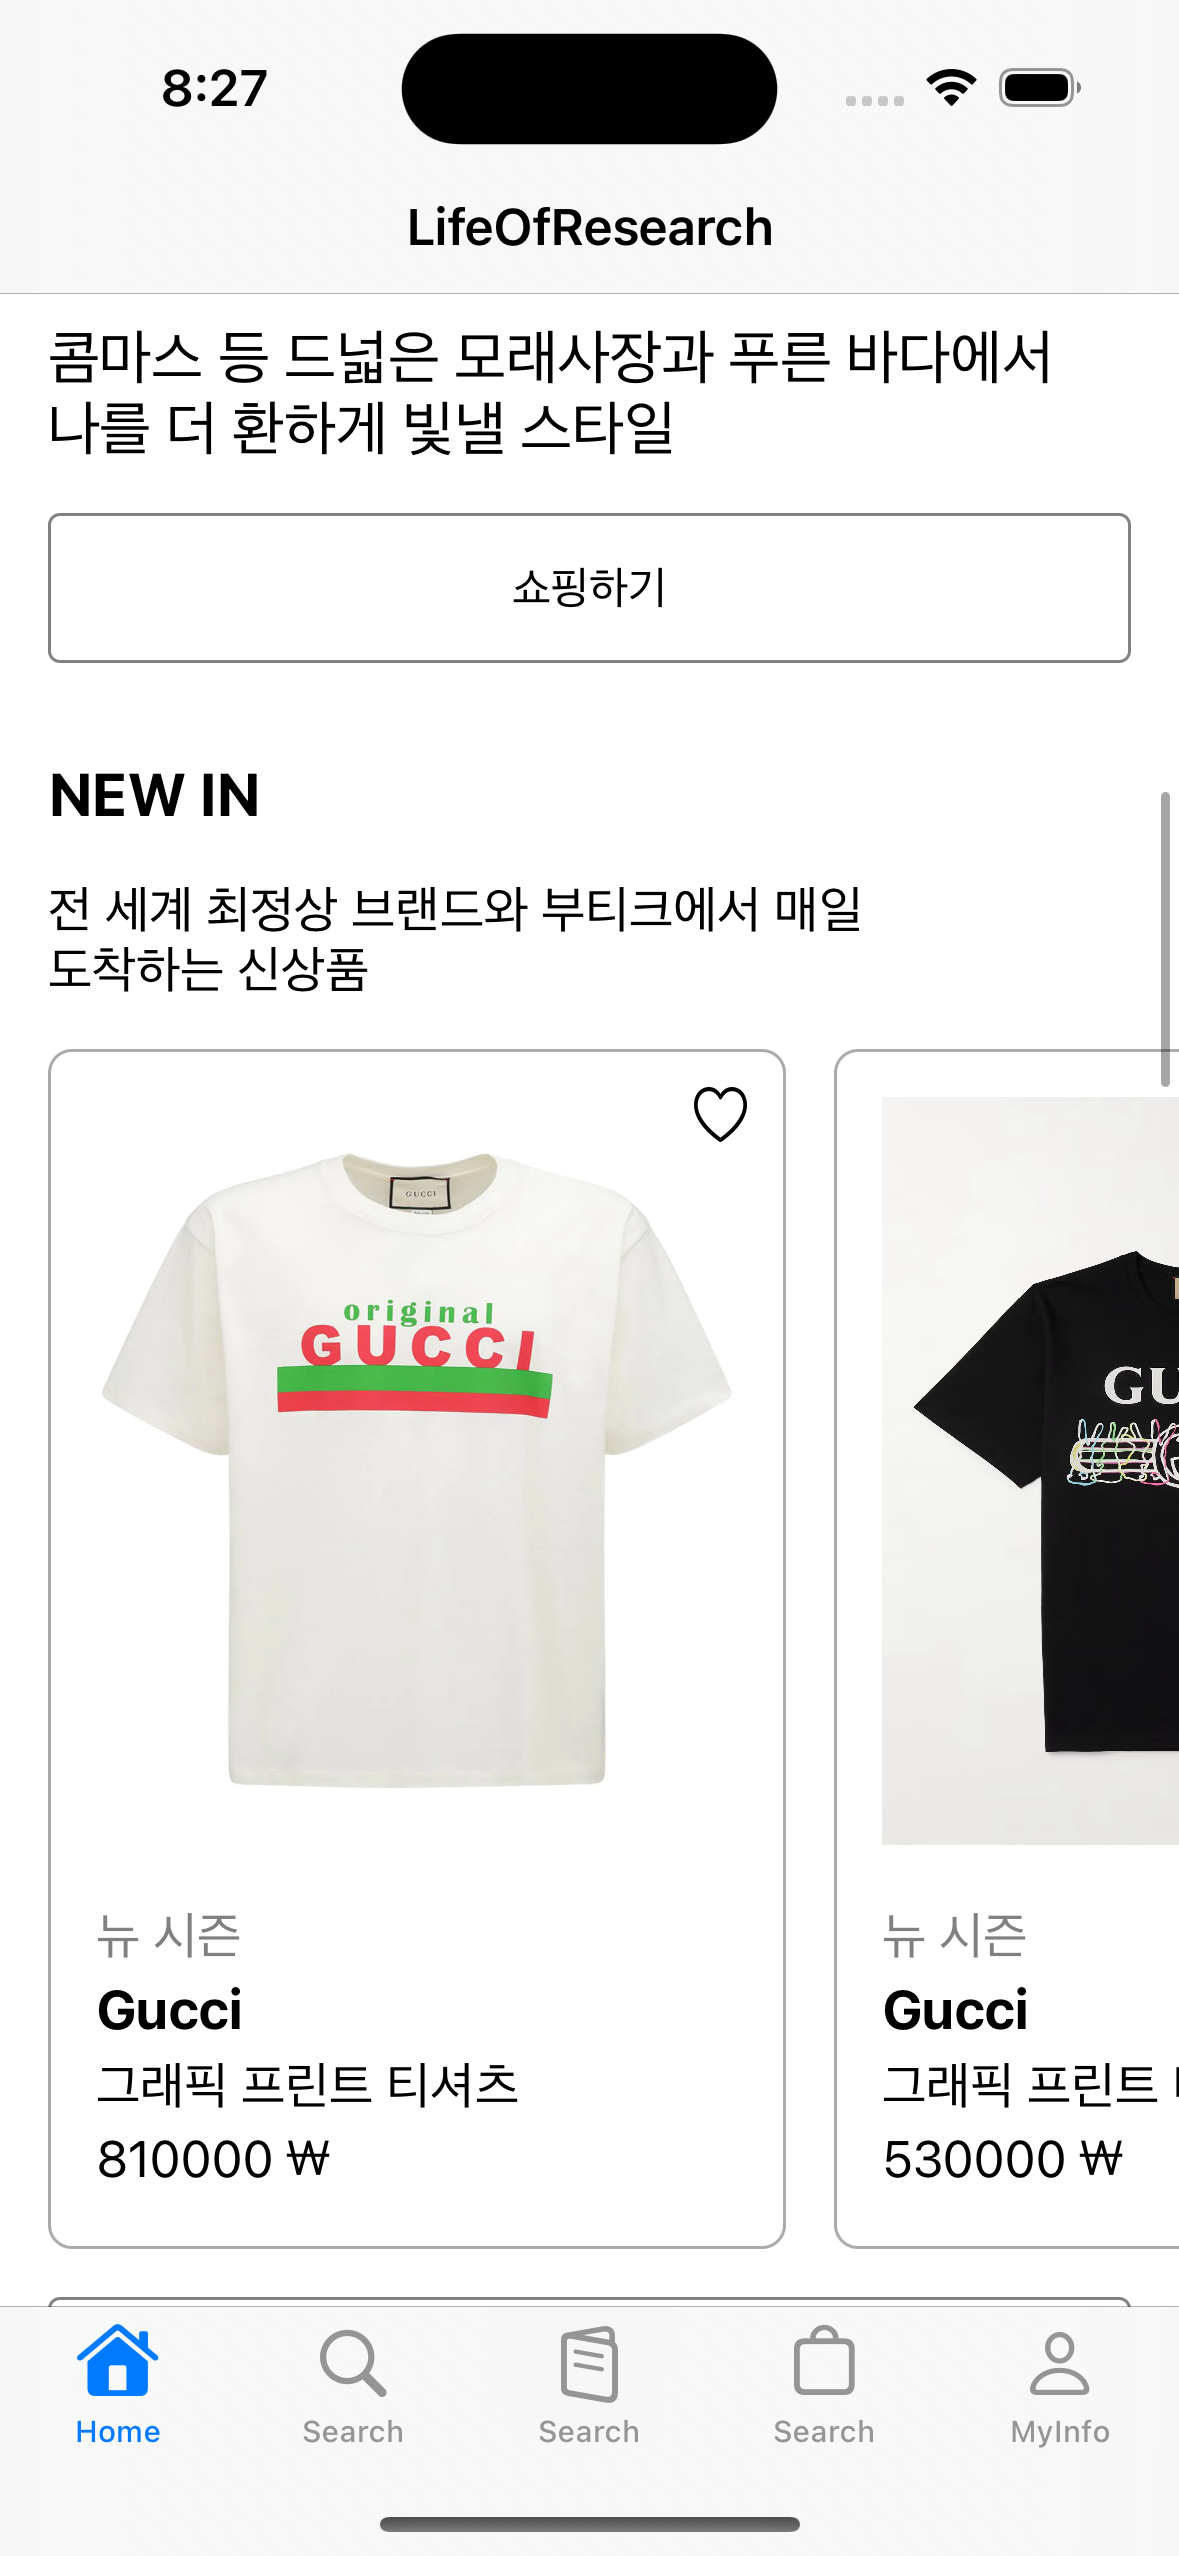 8:27
LifeOfResearch
콤마스 등 드넓은 모래사장과 푸른 바다에서
나를 더 환하게 빛낼 스타일
쇼핑하기
NEW IN
전 세계 최정상 브랜드와 부티크에서 매일
도착하는 신상품
GUCCI
original
GUCCI
GU
뉴 시즌
Gucci
그래픽 프린트 티셔츠
810000 ₩
뉴 시즌
Gucci
그래픽 프린트
530000 ₩
Home
Search
Search
Search
MyInfo